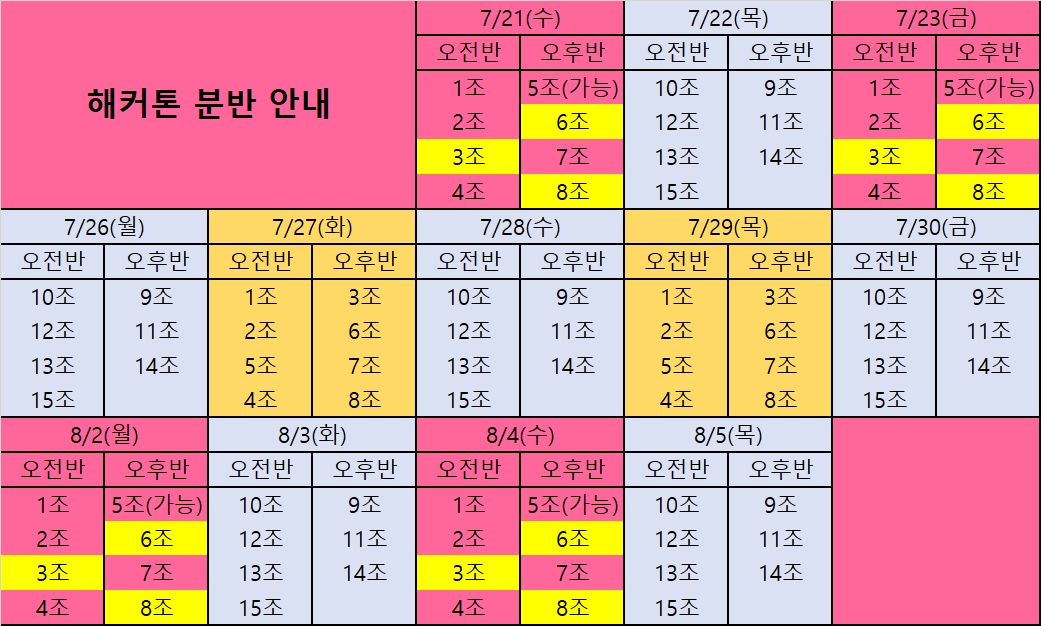 해커톤 분반 안내
7/21(수) 7/22(목) 7/23(금)
오전반 오후반 오전반 오후반 오전반 오후반
1조 5조(가능) 10조 9조 1조 5조(가능)
2조 6조 12조 11조 2조 6조
3조 7조 13조 14조 3조 7조
4조 8조 15조 4조 8조
7/26(월) 7/27(화) 7/28(수) 7/29(목) 7/30(금)
오전반 오후반 오전반 오후반 오전반 오후반 오전반 오후반 오전반 오후반
10조 9조 1조 3조 10조 9조 1조 3조 10조 9조
12조 11조 2조 6조 12조 11조 2조 6조 12조 11조
13조 14조 5조 7조 13조 14조 5조 7조 13조 14조
15조 4조 8조 15조 4조 8조 15조
8/2(월) 8/3(화) 8/4(수) 8/5(목)
오전반 오후반 오전반 오후반 오전반 오후반 오전반 오후반
1조 5조(가능) 10조 9조 1조 5조(가능) 10조 9조
2조 6조 12조 11조 2조 6조 12조 11조
3조 7조 13조 14조 3조 7조 13조 14조
4조 8조 15조 4조 8조 15조